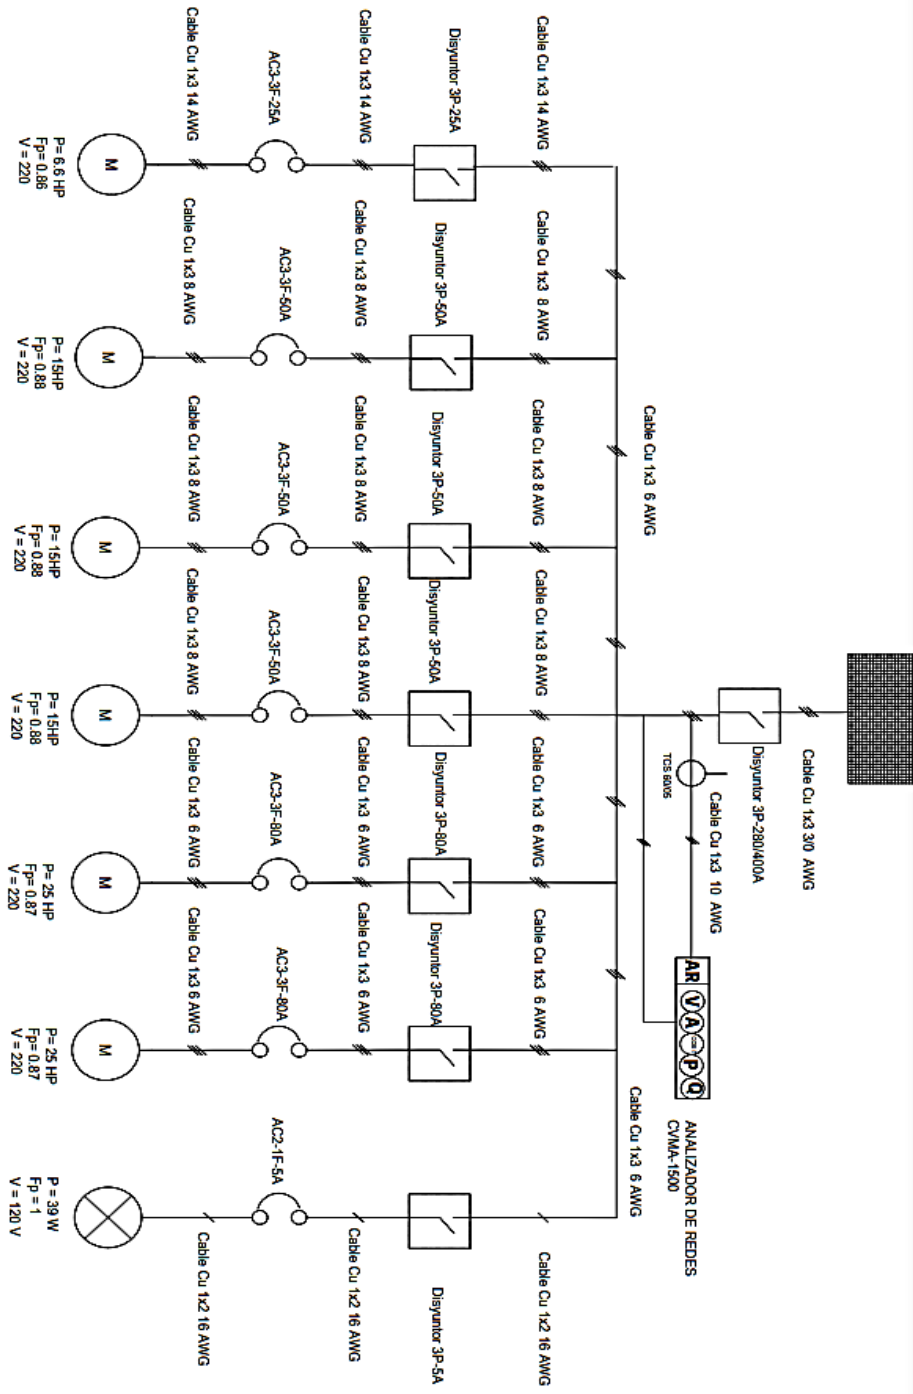 Cable Cu 1x3 3/0 AWG
Disyuntor 3P-280/400A
Cable Cu 1x3 10 AWG
TCS 60/05
AR V A P Q
ANALIZADOR DE REDES
CVMA-1500
Cable Cu 1x3 6 AWG
Cable Cu 1x3 6 AWG
Cable Cu 1x3 14 AWG
Disyuntor 3P-25A
Cable Cu 1x3 14 AWG
AC3-3F-25A
Cable Cu 1x3 14 AWG
M
P= 6.6 HP
Fp= 0.86
V = 220
Cable Cu 1x3 8 AWG
Disyuntor 3P-50A
Cable Cu 1x3 8 AWG
AC3-3F-50A
Cable Cu 1x3 8 AWG
M
P= 15HP
Fp= 0.88
V = 220
Cable Cu 1x3 8 AWG
Disyuntor 3P-50A
Cable Cu 1x3 8 AWG
AC3-3F-50A
Cable Cu 1x3 8 AWG
M
P= 15HP
Fp= 0.88
V = 220
Cable Cu 1x3 8 AWG
Disyuntor 3P-50A
Cable Cu 1x3 8 AWG
AC3-3F-50A
Cable Cu 1x3 8 AWG
M
P= 15HP
Fp= 0.88
V = 220
Cable Cu 1x3 6 AWG
Disyuntor 3P-80A
Cable Cu 1x3 6 AWG
AC3-3F-80A
Cable Cu 1x3 6 AWG
M
P= 25 HP
Fp= 0.87
V = 220
Cable Cu 1x3 6 AWG
Disyuntor 3P-80A
Cable Cu 1x3 6 AWG
AC3-3F-80A
Cable Cu 1x3 6 AWG
M
P= 25 HP
Fp= 0.87
V = 220
Cable Cu 1x2 16 AWG
Disyuntor 3P-5A
Cable Cu 1x2 16 AWG
AC2-1F-5A
Cable Cu 1x2 16 AWG
P = 39 W
Fp = 1
V = 120 V